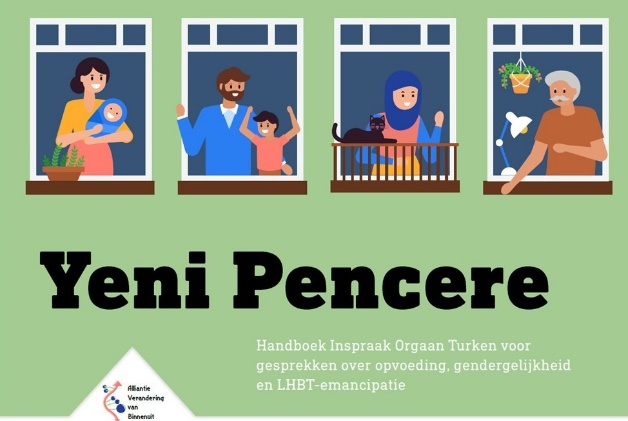 Yeni Pencere
Handboek Inspraak Orgaan Turken voor
gesprekken over opvoeding, gendergelijkheid
en LHBT-emancipatie
Alliantie
Verandering
van
Binnenuit